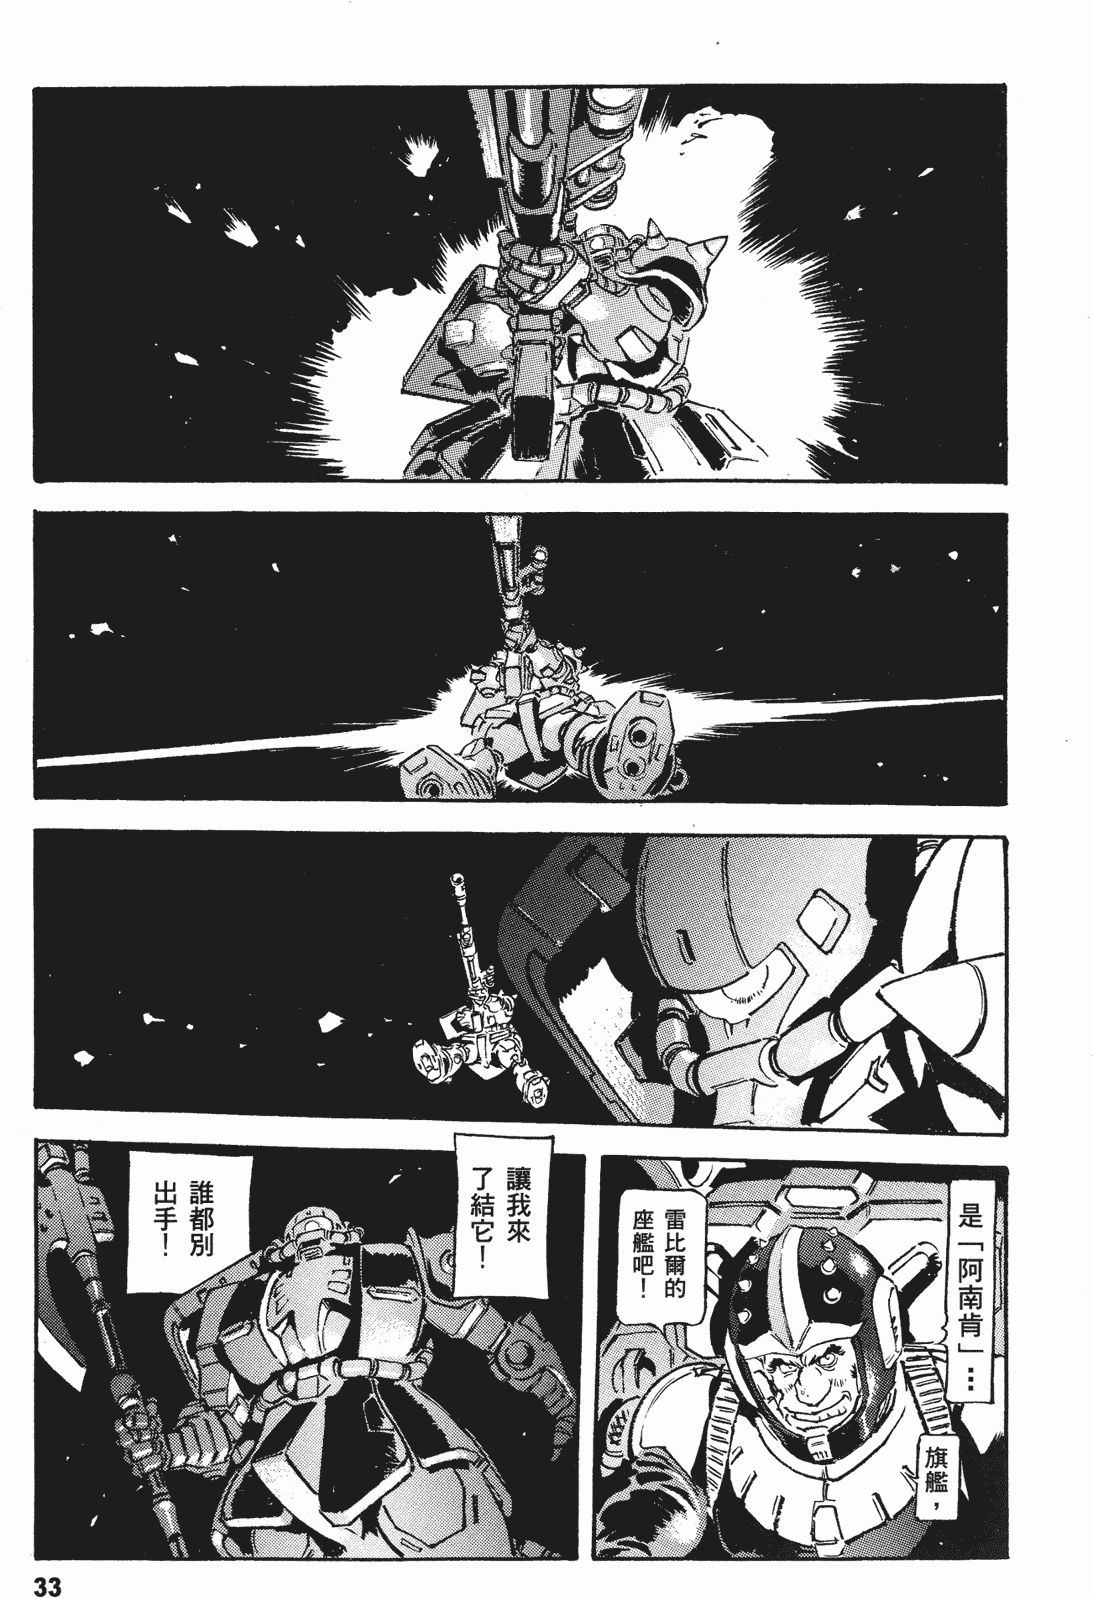 是「阿南肯」⋯
旗艦，
雷比爾的
座艦吧！
讓我來
了結它！
誰都別
出手！
33